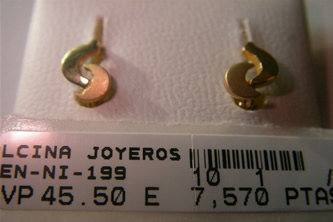 LCINA JOYEROS
EN-NI-199 10 1 /
VP 45.50 E 7,570 PTAS